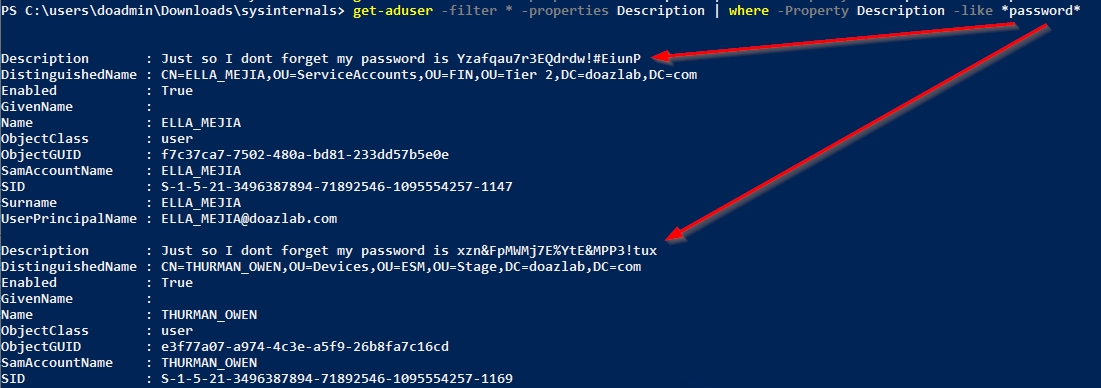 PS C:\users\doadmin\Downloads\sysinternals> get-aduser -filter * -properties Description | where -Property Description -like *password*
Description : Just so I dont forget my password is Yzafqau7r3EQdrdw!#EiunP
DistinguishedName : CN=ELLA_MEJIA,OU=ServiceAccounts,OU=FIN,OU=Tier 2,DC=doazlab,DC=com
Enabled : True
GivenName :
Name : ELLA_MEJIA
ObjectClass : user
ObjectGUID : f7c37ca7-7502-480a-bd81-233dd57b5e0e
SamAccountName : ELLA_MEJIA
SID : S-1-5-21-3496387894-71892546-1095554257-1147
Surname : ELLA_MEJIA
UserPrincipalName : ELLA_MEJIA@doazlab.com
Description : Just so I dont forget my password is xzn&FpMWMj7E%YtE&MPP3!tux
DistinguishedName : CN=THURMAN_OWEN,OU=Devices,OU=ESM,OU=Stage,DC=doazlab,DC=com
Enabled : True
GivenName :
Name : THURMAN_OWEN
ObjectClass : user
ObjectGUID : e3f77a07-a974-4c3e-a5f9-26b8fa7c16cd
SamAccountName : THURMAN_OWEN
SID : S-1-5-21-3496387894-71892546-1095554257-1169